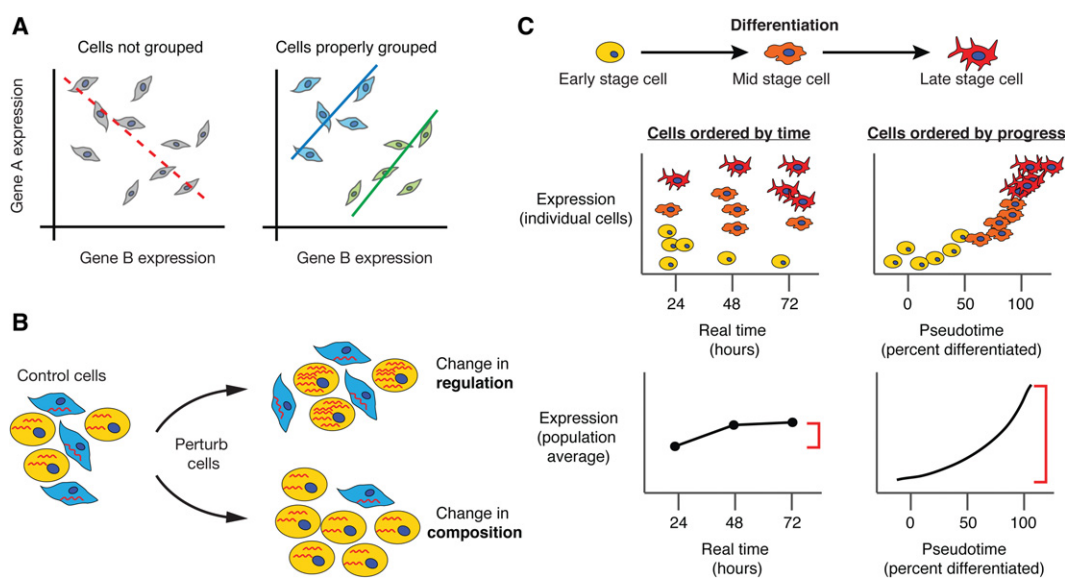 A
Cells not grouped
Cells properly grouped
Gene A expression
Gene B expression
Gene B expression
B
Control cells
Perturb
cells
Change in
regulation
Change in
composition
C
Differentiation
Early stage cell
Mid stage cell
Late stage cell
Cells ordered by time
Cells ordered by progress
Expression
(individual cells)
24 48 72
Real time
(hours)
0 50 100
Pseudotime
(percent differentiated)
Expression
(population
average)
24 48 72
Real time
(hours)
0 50 100
Pseudotime
(percent differentiated)